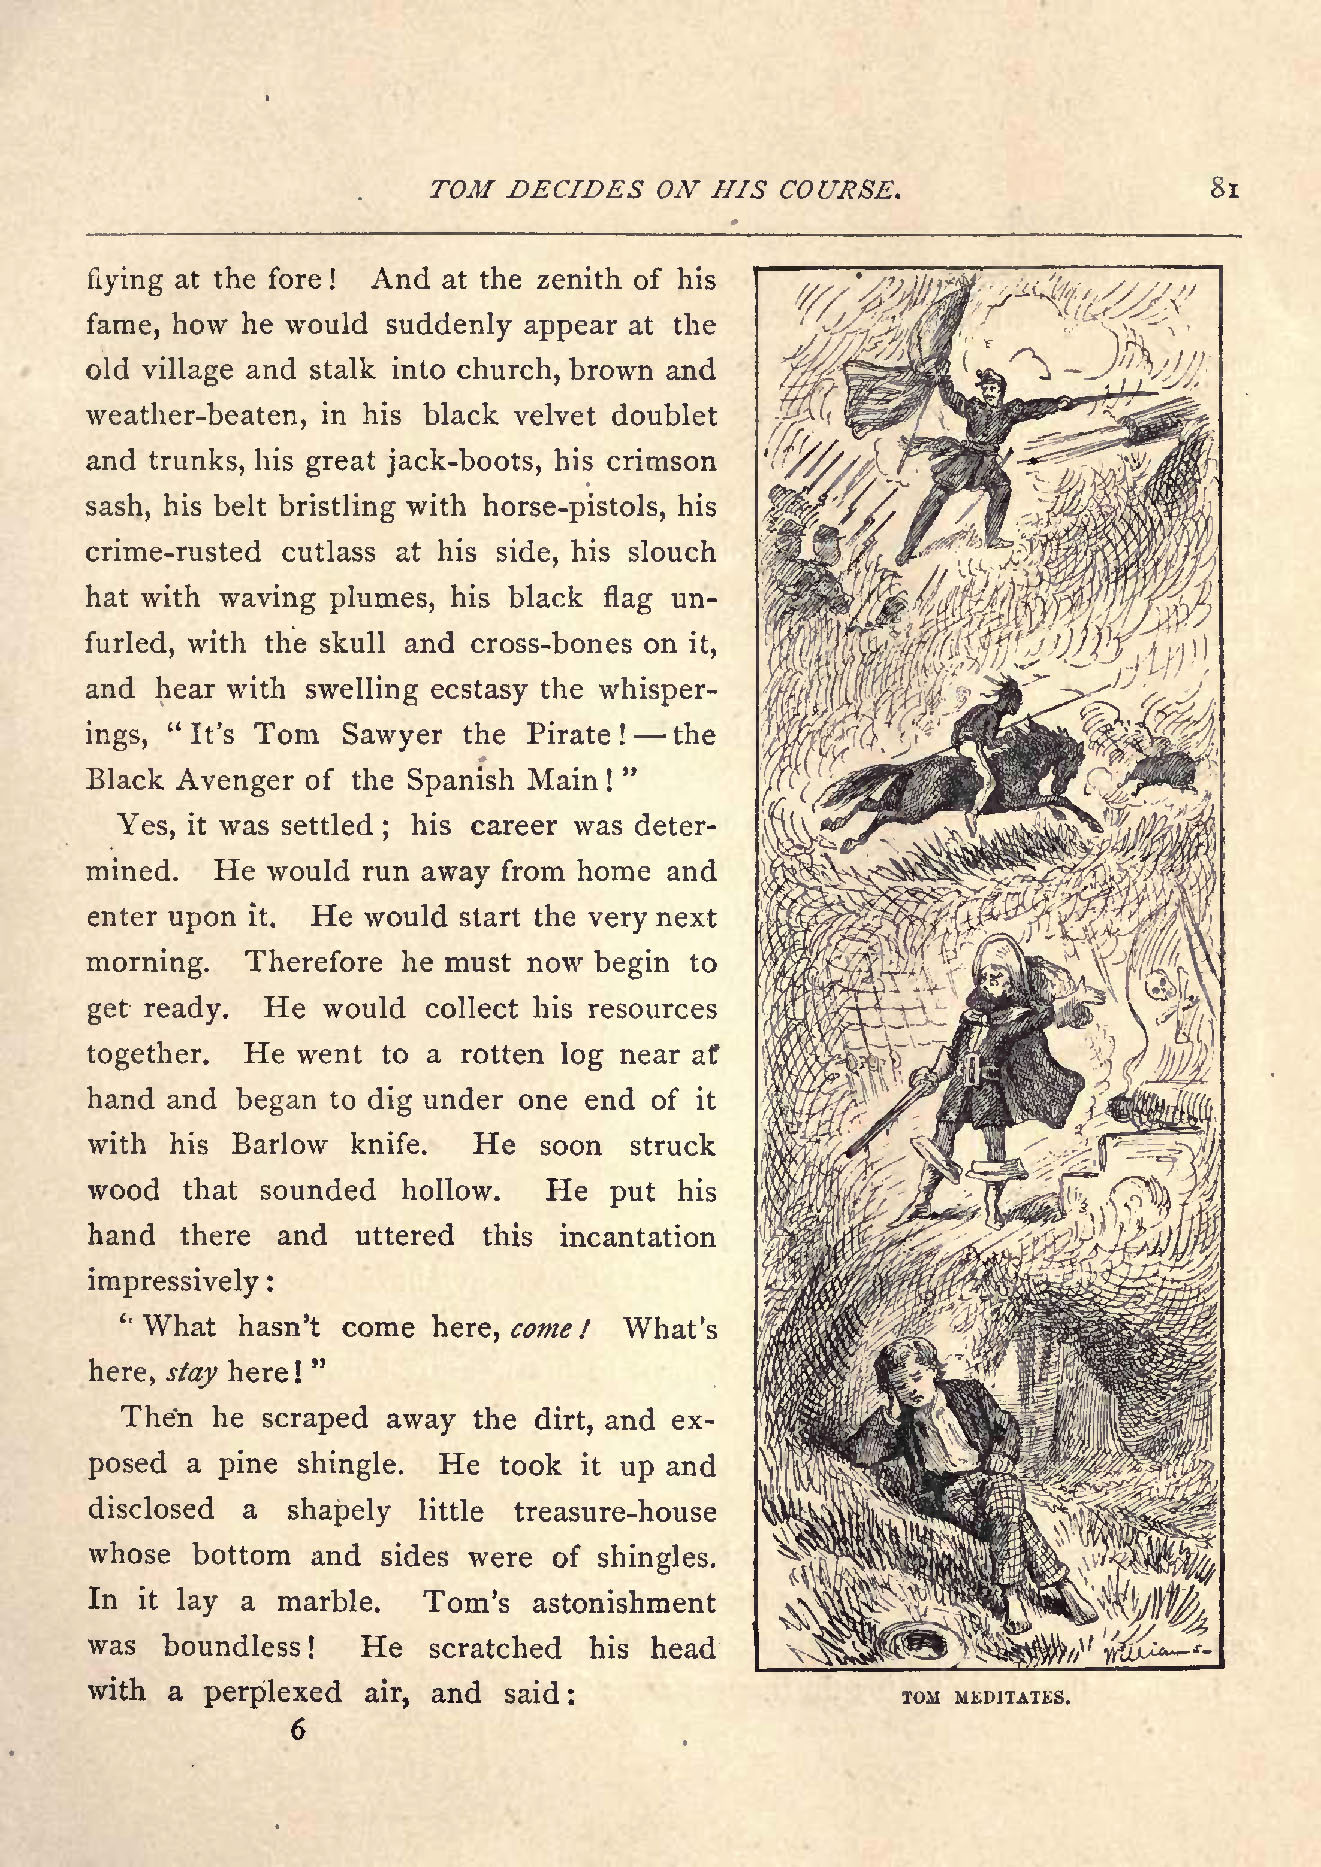 TOM DECIDES ON HIS COURSE. 81
flying at the fore! And at the zenith of his
fame, how he would suddenly appear at the
old village and stalk into church, brown and
weather-beaten, in his black velvet doublet
and trunks, his great jack-boots, his crimson
sash, his belt bristling with horse-pistols, his
crime-rusted cutlass at his side, his slouch
hat with waving plumes, his black flag un-
furled, with the skull and cross-bones on it,
and hear with swelling ecstasy the whisper-
ings, "It's Tom Sawyer the Pirate!—the
Black Avenger of the Spanish Main!"
Yes, it was settled; his career was deter-
mined. He would run away from home and
enter upon it. He would start the very next
morning. Therefore he must now begin to
get ready. He would collect his resources
together. He went to a rotten log near at
hand and began to dig under one end of it
with his Barlow knife. He soon struck
wood that sounded hollow. He put his
hand there and uttered this incantation
impressively:
"What hasn't come here, come! What's
here, stay here!"
Then he scraped away the dirt, and ex-
posed a pine shingle. He took it up and
disclosed a shapely little treasure-house
whose bottom and sides were of shingles.
In it lay a marble. Tom's astonishment
was boundless! He scratched his head
with a perplexed air, and said:
6
Williams
TOM MEDITATES.